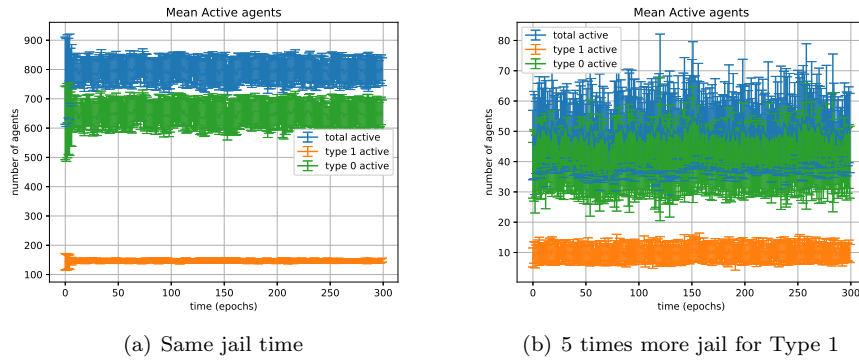 Mean Active agents
900
800
700
600
500
400
300
200
100
number of agents
total active
type 1 active
type 0 active
0 50 100 150 200 250 300
time (epochs)
(a) Same jail time
Mean Active agents
80
70
60
50
40
30
20
10
number of agents
total active
type 1 active
type 0 active
0 50 100 150 200 250 300
time (epochs)
(b) 5 times more jail for Type 1